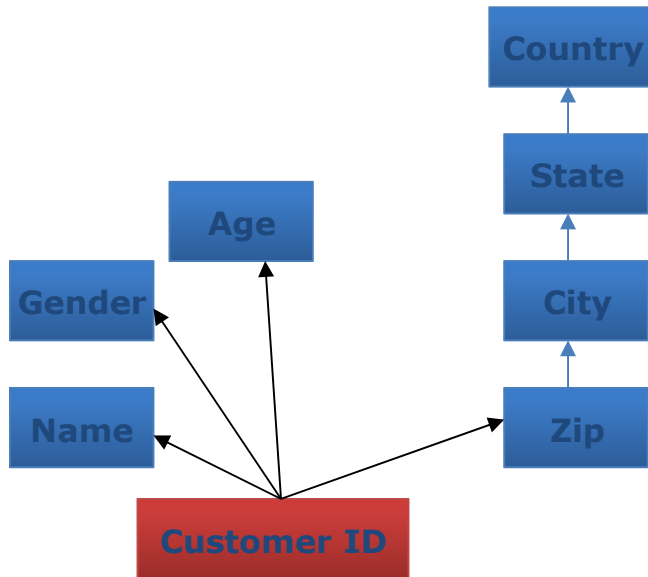 Country
State
Age
Gender
City
Name
Zip
Customer ID